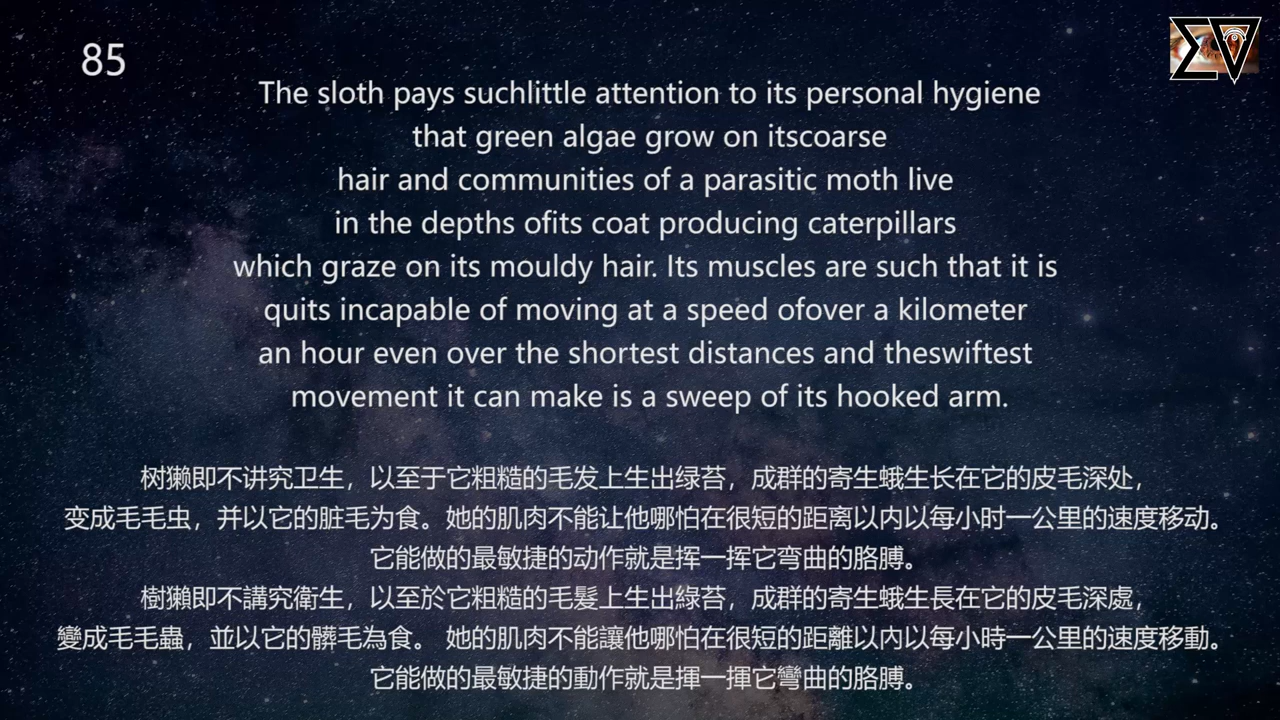 85
The sloth pays suchlittle attention to its personal hygiene
that green algae grow on itscoarse
hair and communities of a parasitic moth live
in the depths ofits coat producing caterpillars
which graze on its mouldy hair. Its muscles are such that it is
quits incapable of moving at a speed ofover a kilometer
an hour even over the shortest distances and theswiftest
movement it can make is a sweep of its hooked arm.
树獭即不讲究卫生，以至于它粗糙的毛发上生出绿苔，成群的寄生蛾生长在它的皮毛深处，
变成毛毛虫，并以它的脏毛为食。她的肌肉不能让他哪怕在很短的距离以内以每小时一公里的速度移动。
它能做的最敏捷的动作就是挥一挥它弯曲的胳膊。
樹獺即不講究衛生，以至於它粗糙的毛髮上生出綠苔，成群的寄生蛾生長在它的皮毛深處，
變成毛毛蟲，並以它的髒毛為食。 她的肌肉不能讓他哪怕在很短的距離以內以每小時一公里的速度移動。
它能做的最敏捷的動作就是揮一揮它彎曲的胳膊。